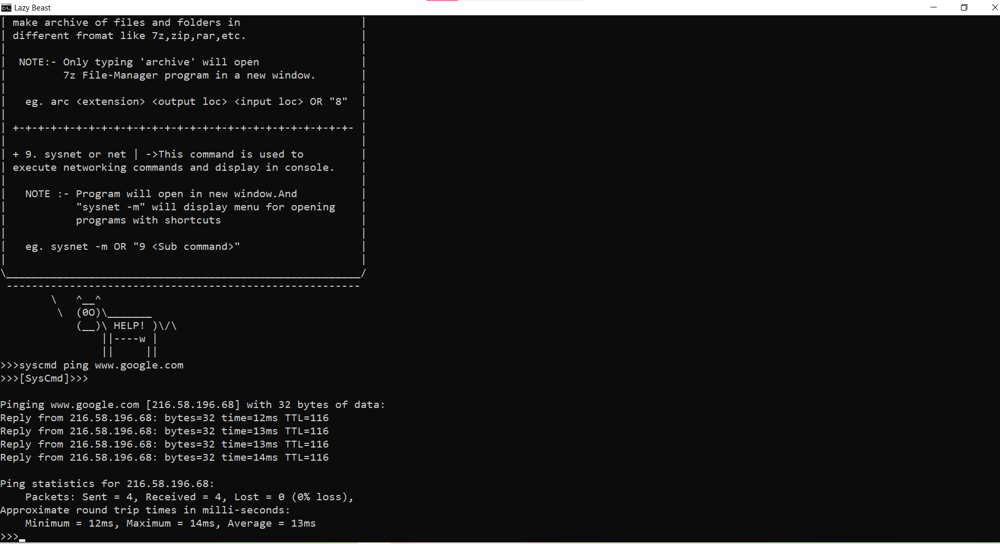 Lazy Beast
| make archive of files and folders in                   |
| different fromat like 7z,zip,rar,etc.                  |
|                                                        |
|  NOTE:- Only typing 'archive' will open                |
|         7z File-Manager program in a new window.       |
|                                                        |
|   eg. arc <extension> <output loc> <input loc> OR "8"  |
|                                                        |
| +-+-+-+-+-+-+-+-+-+-+-+-+-+-+-+-+-+-+-+-+-+-+-+-+-+-+- |
|                                                        |
| + 9. sysnet or net | ->This command is used to         |
| execute networking commands and display in console.    |
|                                                        |
|   NOTE :- Program will open in new window.And          |
|           "sysnet -m" will display menu for opening    |
|           programs with shortcuts                      |
|                                                        |
|   eg. sysnet -m OR "9 <Sub command>"                   |
|                                                        |
\________________________________________________________/
 --------------------------------------------------------
        \   ^__^
         \  (0O)\_______
            (__)\ HELP! )\/\
                ||----w |
                ||     ||
>>>syscmd ping www.google.com
>>>[SysCmd]>>>

Pinging www.google.com [216.58.196.68] with 32 bytes of data:
Reply from 216.58.196.68: bytes=32 time=12ms TTL=116
Reply from 216.58.196.68: bytes=32 time=13ms TTL=116
Reply from 216.58.196.68: bytes=32 time=13ms TTL=116
Reply from 216.58.196.68: bytes=32 time=14ms TTL=116

Ping statistics for 216.58.196.68:
    Packets: Sent = 4, Received = 4, Lost = 0 (0% loss),
Approximate round trip times in milli-seconds:
    Minimum = 12ms, Maximum = 14ms, Average = 13ms
>>>_